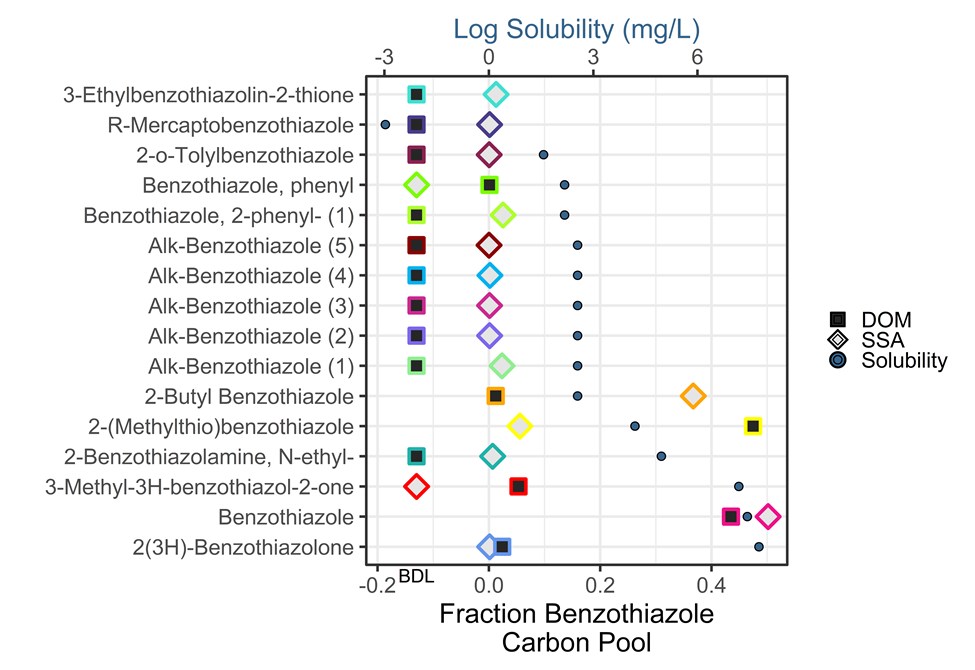 Log Solubility (mg/L)
-3 0 3 6
3-Ethylbenzothiazolin-2-thione
R-Mercaptobenzothiazole
2-o-Tolylbenzothiazole
Benzothiazole, phenyl
Benzothiazole, 2-phenyl- (1)
Alk-Benzothiazole (5)
Alk-Benzothiazole (4)
Alk-Benzothiazole (3)
Alk-Benzothiazole (2)
Alk-Benzothiazole (1)
2-Butyl Benzothiazole
2-(Methylthio)benzothiazole
2-Benzothiazolamine, N-ethyl-
3-Methyl-3H-benzothiazol-2-one
Benzothiazole
2(3H)-Benzothiazolone
DOM
SSA
Solubility
-0.2 BDL 0.0 0.2 0.4
Fraction Benzothiazole
Carbon Pool